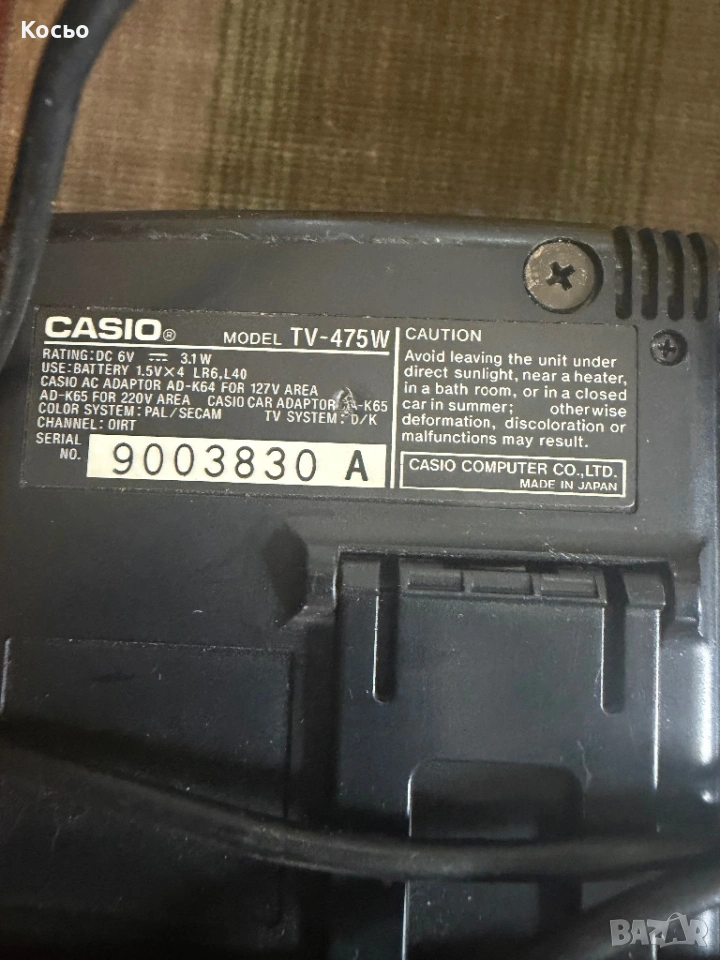 Косьо
CASIO® MODEL TV-475W
RATING: DC 6V ⎓ 3.1W
USE: BATTERY 1.5V×4 LR6,L40
CASIO AC ADAPTOR AD-K64 FOR 127V AREA
AD-K65 FOR 220V AREA CASIO CAR ADAPTOR -K65
COLOR SYSTEM: PAL/SECAM TV SYSTEM: D/K
CHANNEL: OIRT
SERIAL NO. 9003830 A
CAUTION
Avoid leaving the unit under
direct sunlight, near a heater,
in a bath room, or in a closed
car in summer; otherwise
deformation, discoloration or
malfunctions may result.
CASIO COMPUTER CO.,LTD.
MADE IN JAPAN
BAZAR